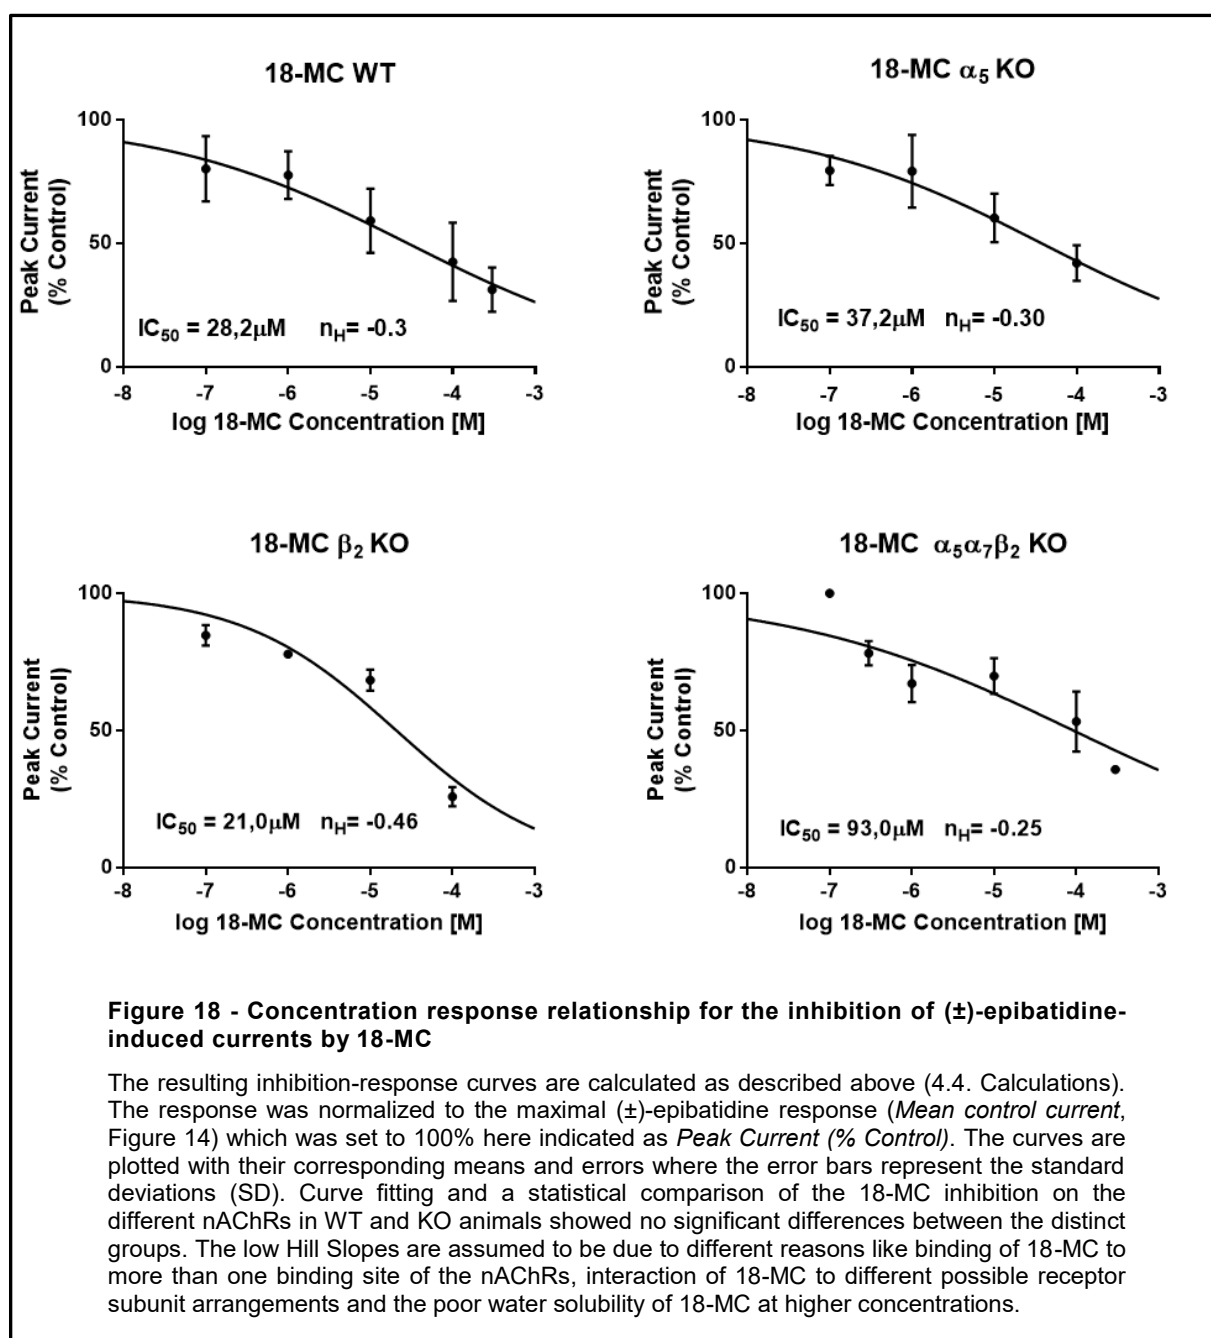 18-MC WT
Peak Current
(% Control)
100
50
0
IC50 = 28,2µM nH= -0.3
-8 -7 -6 -5 -4 -3
log 18-MC Concentration [M]
18-MC α5 KO
Peak Current
(% Control)
100
50
0
IC50 = 37,2µM nH= -0.30
-8 -7 -6 -5 -4 -3
log 18-MC Concentration [M]
18-MC β2 KO
Peak Current
(% Control)
100
50
0
IC50 = 21,0µM nH= -0.46
-8 -7 -6 -5 -4 -3
log 18-MC Concentration [M]
18-MC α5α7β2 KO
Peak Current
(% Control)
100
50
0
IC50 = 93,0µM nH= -0.25
-8 -7 -6 -5 -4 -3
log 18-MC Concentration [M]
Figure 18 - Concentration response relationship for the inhibition of (±)-epibatidine-
induced currents by 18-MC
The resulting inhibition-response curves are calculated as described above (4.4. Calculations).
The response was normalized to the maximal (±)-epibatidine response (Mean control current,
Figure 14) which was set to 100% here indicated as Peak Current (% Control). The curves are
plotted with their corresponding means and errors where the error bars represent the standard
deviations (SD). Curve fitting and a statistical comparison of the 18-MC inhibition on the
different nAChRs in WT and KO animals showed no significant differences between the distinct
groups. The low Hill Slopes are assumed to be due to different reasons like binding of 18-MC to
more than one binding site of the nAChRs, interaction of 18-MC to different possible receptor
subunit arrangements and the poor water solubility of 18-MC at higher concentrations.